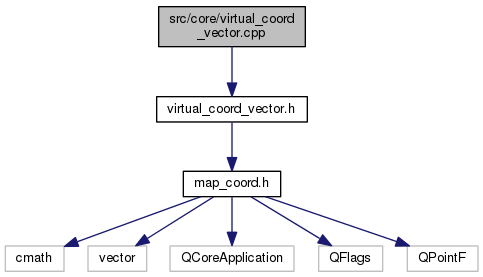 src/core/virtual_coord
_vector.cpp
virtual_coord_vector.h
map_coord.h
cmath
vector
QCoreApplication
QFlags
QPointF